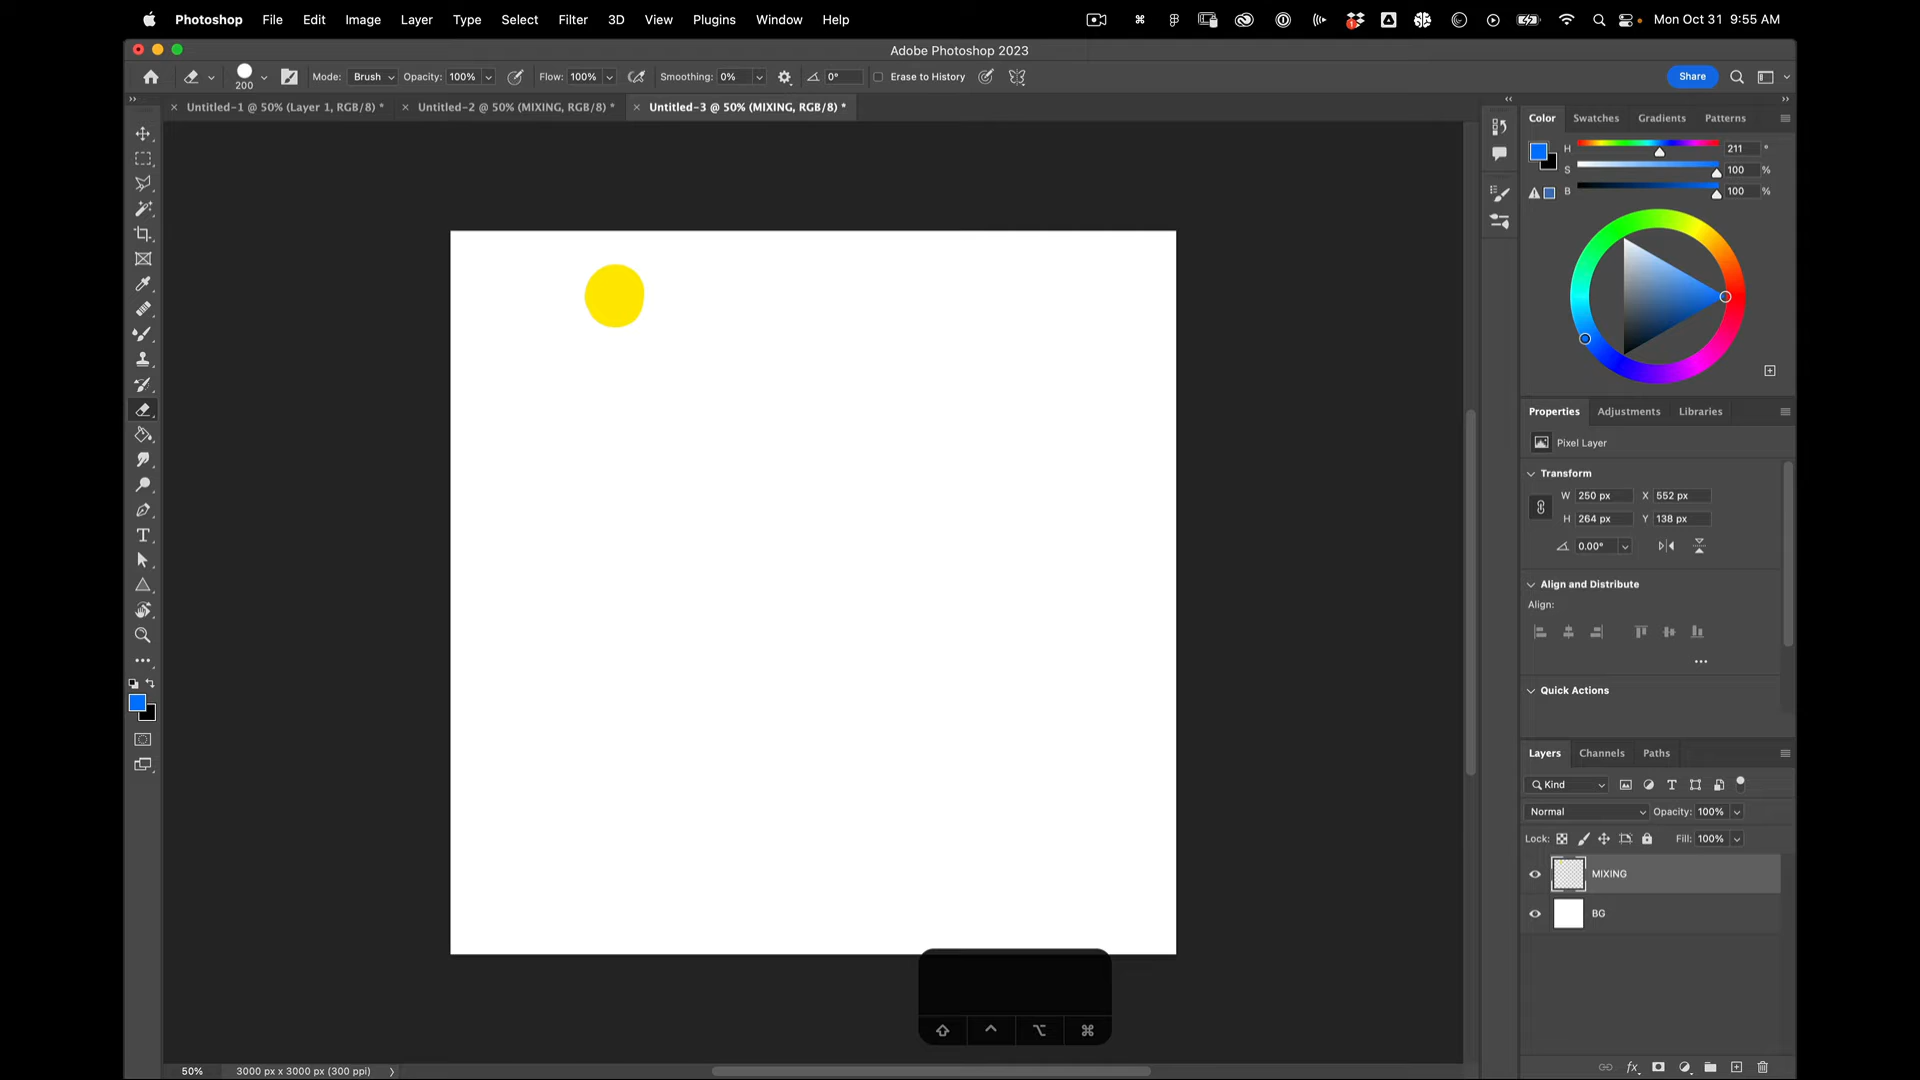 Photoshop File Edit Image Layer Type Select Filter 3D View Plugins Window Help 1 Mon Oct 31 9:55 AM
Adobe Photoshop 2023
200 Mode: Brush Opacity: 100% Flow: 100% Smoothing: 0% 0° Erase to History Share
Untitled-1 @ 50% (Layer 1, RGB/8) * Untitled-2 @ 50% (MIXING, RGB/8) * Untitled-3 @ 50% (MIXING, RGB/8) *
Color Swatches Gradients Patterns
H 211 °
S 100 %
B 100 %
Properties Adjustments Libraries
Pixel Layer
Transform
W 250 px X 552 px
H 264 px Y 138 px
0.00°
Align and Distribute
Align:
Quick Actions
Layers Channels Paths
Kind
Normal Opacity: 100%
Lock: Fill: 100%
MIXING
BG
50% 3000 px x 3000 px (300 ppi)